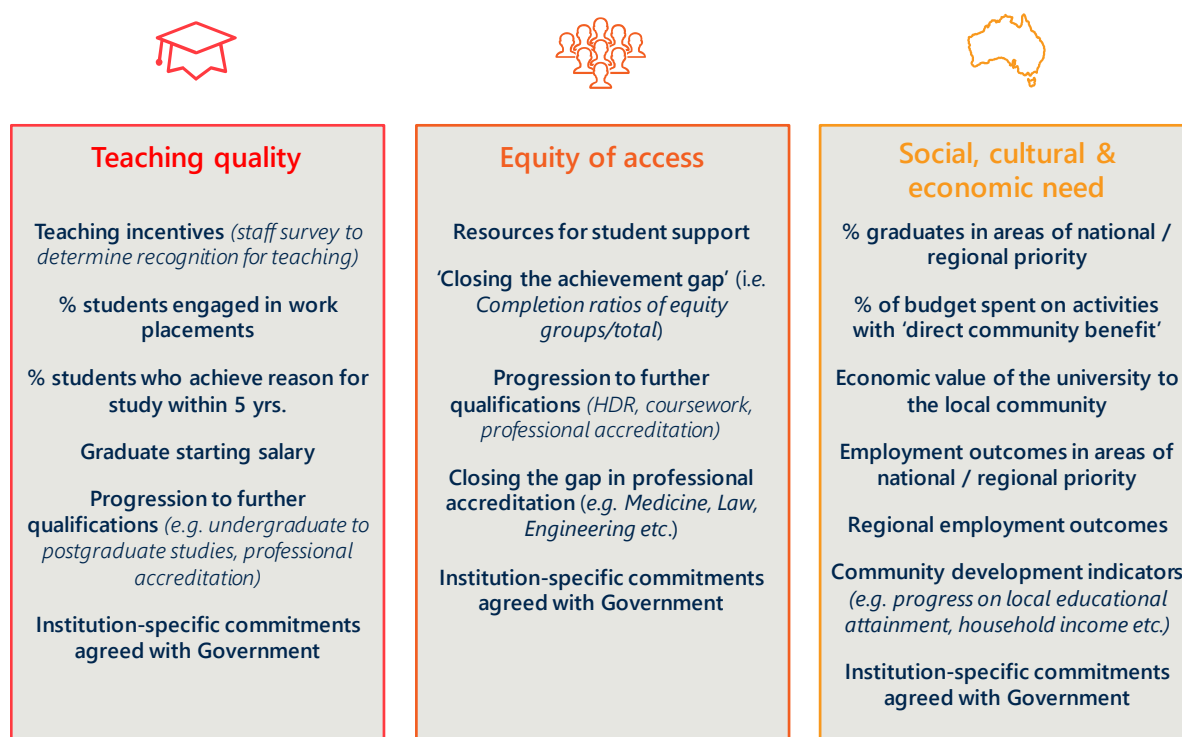 Teaching quality
Teaching incentives (staff survey to
determine recognition for teaching)
% students engaged in work
placements
% students who achieve reason for
study within 5 yrs.
Graduate starting salary
Progression to further
qualifications (e.g. undergraduate to
postgraduate studies, professional
accreditation)
Institution-specific commitments
agreed with Government
Equity of access
Resources for student support
‘Closing the achievement gap’ (i.e.
Completion ratios of equity
groups/total)
Progression to further
qualifications (HDR, coursework,
professional accreditation)
Closing the gap in professional
accreditation (e.g. Medicine, Law,
Engineering etc.)
Institution-specific commitments
agreed with Government
Social, cultural &
economic need
% graduates in areas of national /
regional priority
% of budget spent on activities
with ‘direct community benefit’
Economic value of the university to
the local community
Employment outcomes in areas of
national / regional priority
Regional employment outcomes
Community development indicators
(e.g. progress on local educational
attainment, household income etc.)
Institution-specific commitments
agreed with Government